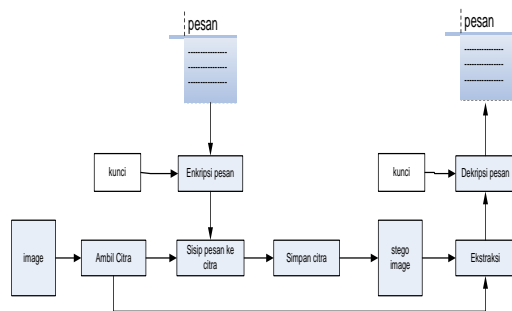 pesan
pesan
kunci
Enkripsi pesan
kunci
Dekripsi pesan
image
Ambil Citra
Sisip pesan ke
citra
Simpan citra
stego
image
Ekstraksi